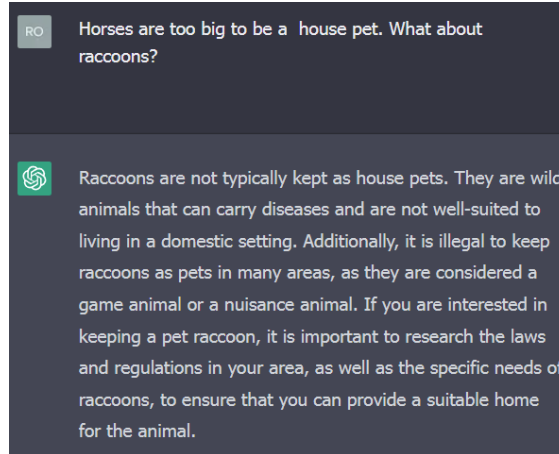 RO
Horses are too big to be a house pet. What about
raccoons?
Raccoons are not typically kept as house pets. They are wild
animals that can carry diseases and are not well-suited to
living in a domestic setting. Additionally, it is illegal to keep
raccoons as pets in many areas, as they are considered a
game animal or a nuisance animal. If you are interested in
keeping a pet raccoon, it is important to research the laws
and regulations in your area, as well as the specific needs of
raccoons, to ensure that you can provide a suitable home
for the animal.